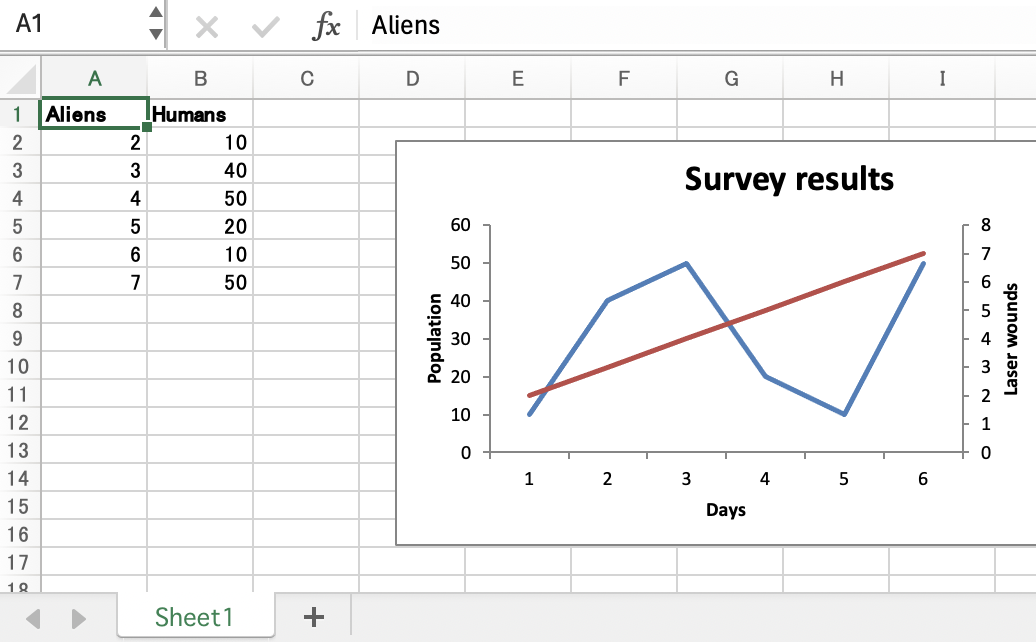 A1 fx Aliens
A B C D E F G H I
1 Aliens Humans
2 2 10
3 3 40
4 4 50
5 5 20
6 6 10
7 7 50
8
9
10
11
12
13
14
15
16
17
18
Survey results
60 8
50 7
40 6
30 5
20 4
10 3
0 2
1
0
Population
Laser wounds
1 2 3 4 5 6
Days
Sheet1 +